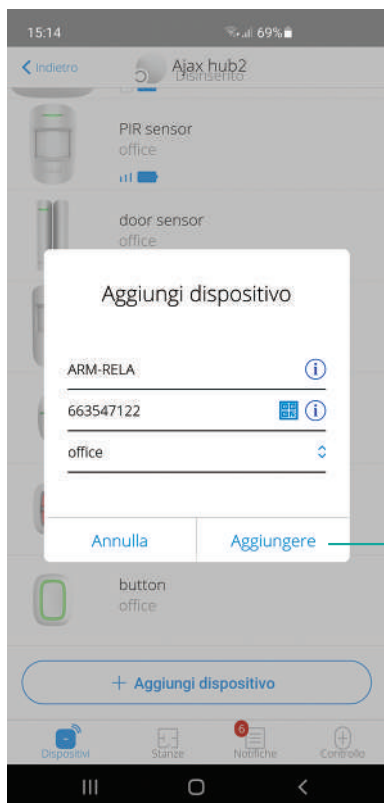 15:14 69%
Indietro Ajax hub2
Disinserito
PIR sensor
office
door sensor
office
Aggiungi dispositivo
ARM-RELA
663547122
office
Annulla Aggiungere
button
office
+ Aggiungi dispositivo
6
Dispositivi Stanze Notifiche Controllo